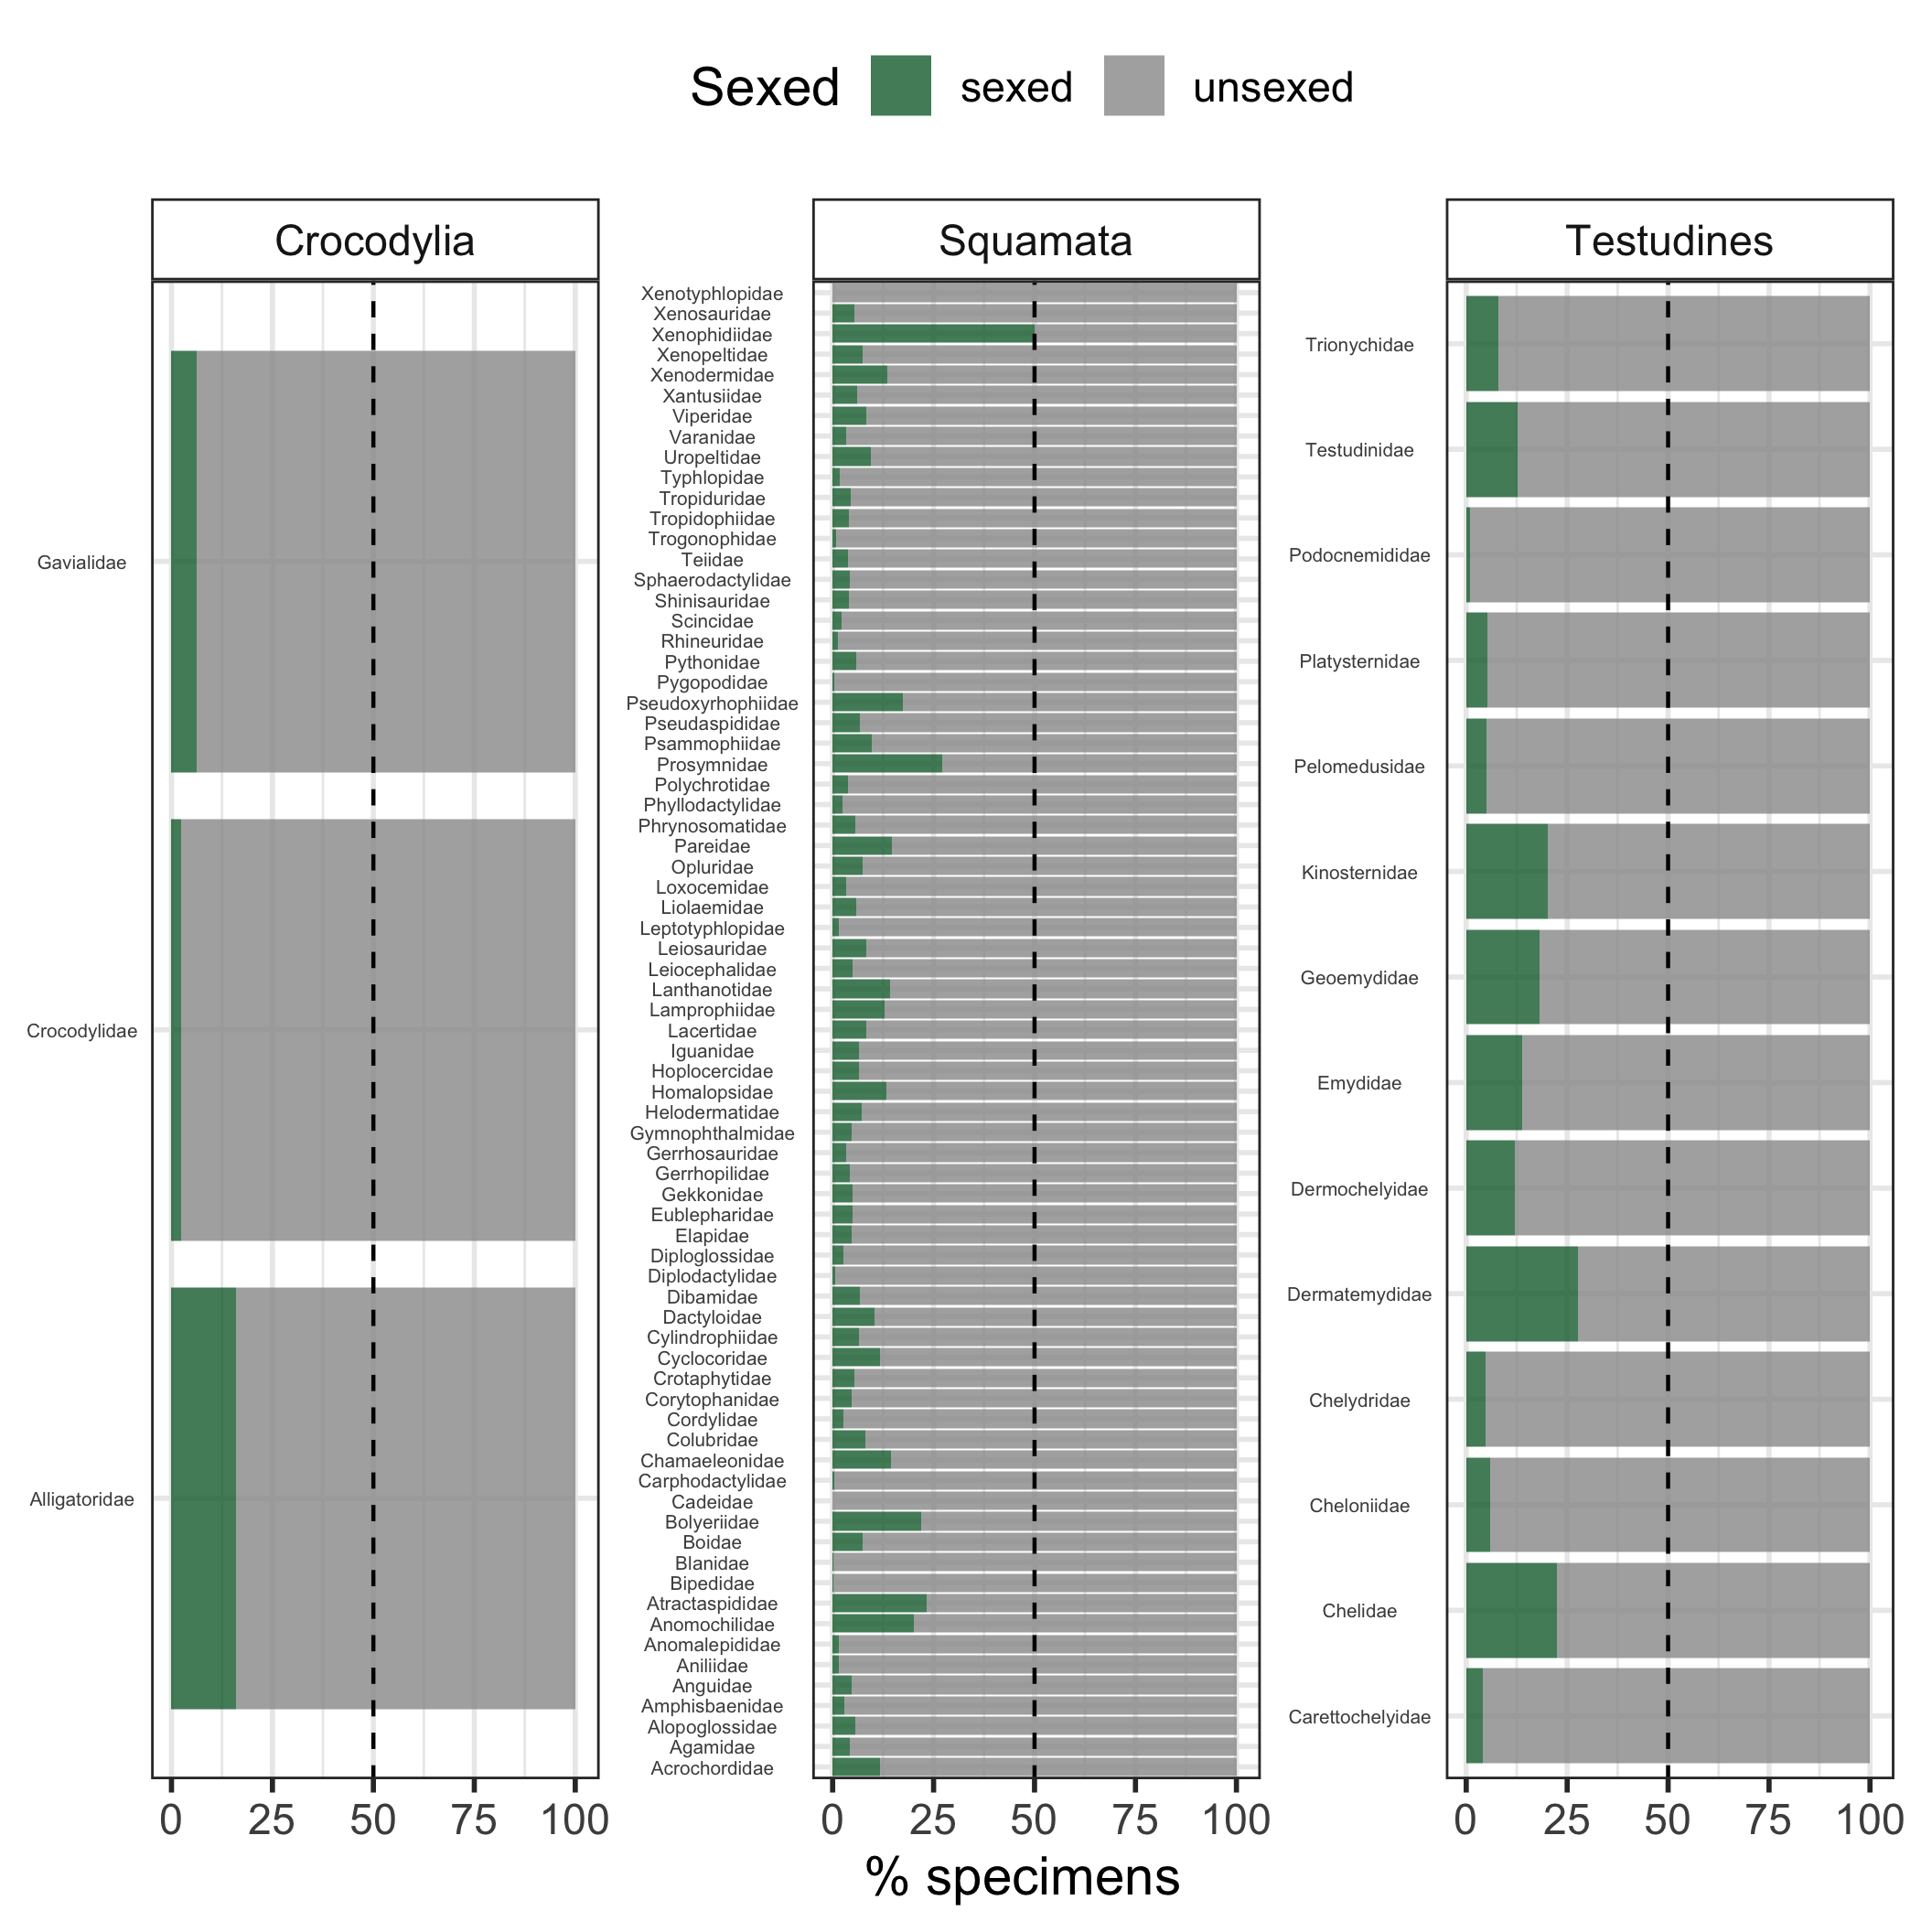 Sexed sexed unsexed
Crocodylia
Gavialidae
Crocodylidae
Alligatoridae
0 25 50 75 100
Squamata
Xenotyphlopidae
Xenosauridae
Xenophidiidae
Xenopeltidae
Xenodermidae
Xantusiidae
Viperidae
Varanidae
Uropeltidae
Typhlopidae
Tropiduridae
Tropidophiidae
Trogonophidae
Teiidae
Sphaerodactylidae
Shinisauridae
Scincidae
Rhineuridae
Pythonidae
Pygopodidae
Pseudoxyrhophiidae
Pseudaspididae
Psammophiidae
Prosymnidae
Polychrotidae
Phyllodactylidae
Phrynosomatidae
Pareidae
Opluridae
Loxocemidae
Liolaemidae
Leptotyphlopidae
Leiosauridae
Leiocephalidae
Lanthanotidae
Lamprophiidae
Lacertidae
Iguanidae
Hoplocercidae
Homalopsidae
Helodermatidae
Gymnophthalmidae
Gerrhosauridae
Gerrhopilidae
Gekkonidae
Eublepharidae
Elapidae
Diploglossidae
Diplodactylidae
Dibamidae
Dactyloidae
Cylindrophiidae
Cyclocoridae
Crotaphytidae
Corytophanidae
Cordylidae
Colubridae
Chamaeleonidae
Carphodactylidae
Cadeidae
Bolyeriidae
Boidae
Blanidae
Bipedidae
Atractaspididae
Anomochilidae
Anomalepididae
Aniliidae
Anguidae
Amphisbaenidae
Alopoglossidae
Agamidae
Acrochordidae
0 25 50 75 100
Testudines
Trionychidae
Testudinidae
Podocnemididae
Platysternidae
Pelomedusidae
Kinosternidae
Geoemydidae
Emydidae
Dermochelyidae
Dermatemydidae
Chelydridae
Cheloniidae
Chelidae
Carettochelyidae
0 25 50 75 100
% specimens